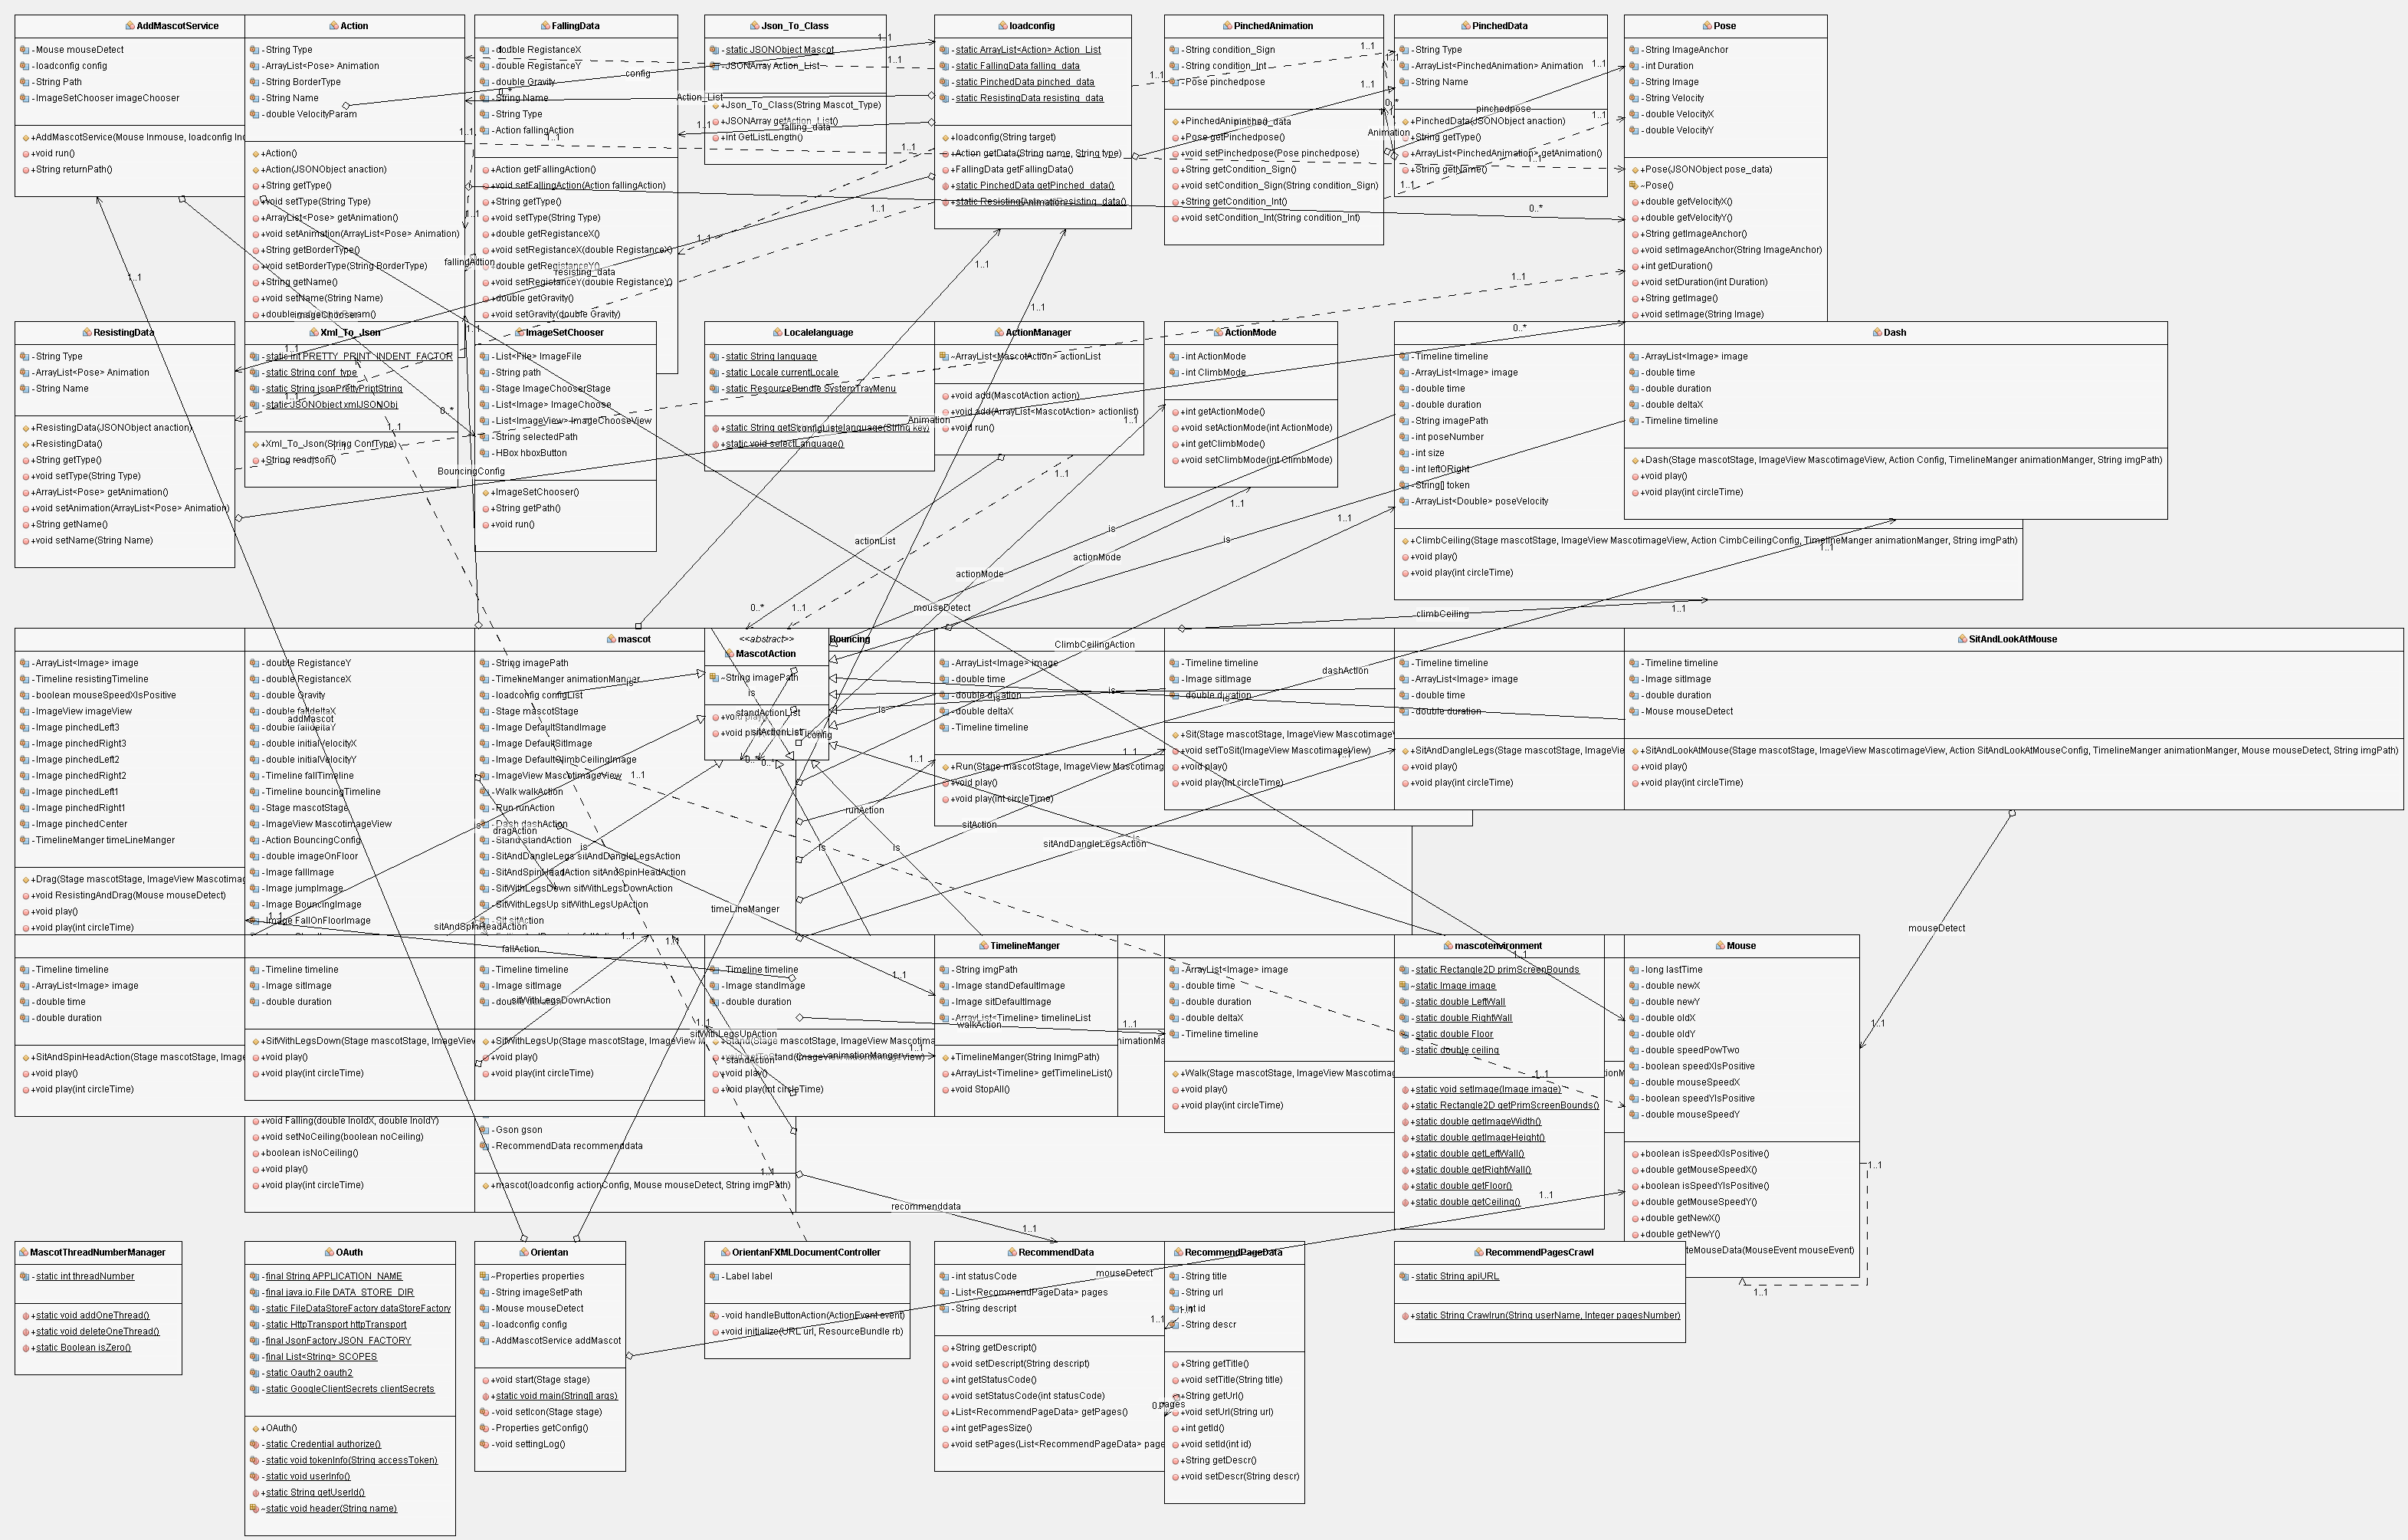 AddMascotService
-Mouse mouseDetect
-loadconfig config
-String Path
-ImageSetChooser imageChooser
+AddMascotService(Mouse Inmouse, loadconfig Inc
+void run()
+String returnPath()
Action
-String Type
-ArrayList<Pose> Animation
-String BorderType
-String Name
-double VelocityParam
+Action()
+Action(JSONObject anaction)
+String getType()
+void setType(String Type)
+ArrayList<Pose> getAnimation()
+void setAnimation(ArrayList<Pose> Animation)
+String getBorderType()
+void setBorderType(String BorderType)
+String getName()
+void setName(String Name)
FallingData
-double RegistanceX
-double RegistanceY
-double Gravity
-String Name
-String Type
-Action fallingAction
+Action getFallingAction()
+void setFallingAction(Action fallingAction)
+String getType()
+void setType(String Type)
+double getRegistanceX()
+void setRegistanceX(double RegistanceX)
+double getRegistanceY()
+void setRegistanceY(double RegistanceY)
+double getGravity()
+void setGravity(double Gravity)
Json_To_Class
-static JSONObject Mascot
-JSONArray Action_List
+Json_To_Class(String Mascot_Type)
+JSONArray getAction_List()
+int GetListLength()
loadconfig
-static ArrayList<Action> Action_List
-static FallingData falling_data
-static PinchedData pinched_data
-static ResistingData resisting_data
+loadconfig(String target)
+Action getData(String name, String type)
+FallingData getFallingData()
+static PinchedData getPinched_data()
PinchedAnimation
-String condition_Sign
-String condition_Int
-Pose pinchedpose
+Pose getPinchedpose()
+void setPinchedpose(Pose pinchedpose)
+String getCondition_Sign()
+void setCondition_Sign(String condition_Sign)
+String getCondition_Int()
+void setCondition_Int(String condition_Int)
PinchedData
-String Type
-ArrayList<PinchedAnimation> Animation
-String Name
+PinchedData(JSONObject anaction)
+String getType()
+ArrayList<PinchedAnimation> getAnimation()
+String getName()
Pose
-String ImageAnchor
-int Duration
-String Image
-String Velocity
-double VelocityX
-double VelocityY
+Pose(JSONObject pose_data)
~Pose()
+double getVelocityX()
+double getVelocityY()
+String getImageAnchor()
+void setImageAnchor(String ImageAnchor)
+int getDuration()
+void setDuration(int Duration)
+String getImage()
+void setImage(String Image)
config
Action_List
falling_data
pinched_data
pinchedpose
Animation
resisting_data
fallingAction
imageChooser
ResistingData
-String Type
-ArrayList<Pose> Animation
-String Name
+ResistingData(JSONObject anaction)
+ResistingData()
+String getType()
+void setType(String Type)
+ArrayList<Pose> getAnimation()
+void setAnimation(ArrayList<Pose> Animation)
+String getName()
+void setName(String Name)
Xml_To_Json
-static int PRETTY_PRINT_INDENT_FACTOR
-static String conf_type
-static String jsonPrettyPrintString
-static JSONObject xmlJSONObj
+Xml_To_Json(String ConfType)
+String readjson()
ImageSetChooser
-List<File> ImageFile
-String path
-Stage ImageChooserStage
-List<Image> ImageChoose
-List<ImageView> ImageChooseView
-String selectedPath
-HBox hboxButton
+ImageSetChooser()
+String getPath()
+void run()
Localelanguage
-static String language
-static Locale currentLocale
-static ResourceBundle SystemTrayMenu
+static void selectLanguage()
ActionManager
~ArrayList<MascotAction> actionList
+void add(MascotAction action)
+void add(ArrayList<MascotAction> actionlist)
+void run()
ActionMode
-int ActionMode
-int ClimbMode
+int getActionMode()
+void setActionMode(int ActionMode)
+int getClimbMode()
+void setClimbMode(int ClimbMode)
-Timeline timeline
-ArrayList<Image> image
-double time
-double duration
-String imagePath
-int poseNumber
-int size
-int leftORight
-String[] token
-ArrayList<Double> poseVelocity
+ClimbCeiling(Stage mascotStage, ImageView MascotimageView, Action CimbCeilingConfig, TimelineManger animationManger, String imgPath)
+void play()
+void play(int circleTime)
Dash
-ArrayList<Image> image
-double time
-double duration
-double deltaX
-Timeline timeline
+Dash(Stage mascotStage, ImageView MascotimageView, Action Config, TimelineManger animationManger, String imgPath)
+void play()
+void play(int circleTime)
Animation
BouncingConfig
actionList
actionMode
actionMode
mouseDetect
climbCeiling
ClimbCeilingAction
dashAction
-ArrayList<Image> image
-Timeline resistingTimeline
-boolean mouseSpeedXIsPositive
-ImageView imageView
-Image pinchedLeft3
-Image pinchedRight3
-Image pinchedLeft2
-Image pinchedRight2
-Image pinchedLeft1
-Image pinchedRight1
-Image pinchedCenter
-TimelineManger timeLineManger
+Drag(Stage mascotStage, ImageView Mascotima
+void ResistingAndDrag(Mouse mouseDetect)
+void play()
+void play(int circleTime)
-double RegistanceY
-double RegistanceX
-double Gravity
-double falldeltaX
-double falldeltaY
-double initialVelocityX
-double initialVelocityY
-Timeline fallTimeline
-Timeline bouncingTimeline
-Stage mascotStage
-ImageView MascotimageView
-Action BouncingConfig
-double imageOnFloor
-Image fallImage
-Image jumpImage
-Image BouncingImage
-Image FallOnFloorImage
mascot
-String imagePath
-TimelineManger animationManger
-loadconfig configList
-Stage mascotStage
-Image DefaultStandImage
-Image DefaultSitImage
-Image DefaultClimbCeilingImage
-ImageView MascotimageView
-Walk walkAction
-Run runAction
-Dash dashAction
-Stand standAction
-SitAndDangleLegs sitAndDangleLegsAction
-SitAndSpinHeadAction sitAndSpinHeadAction
-SitWithLegsDown sitWithLegsDownAction
-SitWithLegsUp sitWithLegsUpAction
-Sit sitAction
<<abstract>>
MascotAction
~String imagePath
+void play()
standActionList
sitActionList
config
Bouncing
-ArrayList<Image> image
-double time
-double duration
-double deltaX
-Timeline timeline
+Run(Stage mascotStage, ImageView Mascotimag
+void play()
+void play(int circleTime)
-Timeline timeline
-Image sitImage
-double duration
+Sit(Stage mascotStage, ImageView MascotimageV
+void setToSit(ImageView MascotimageView)
+void play()
+void play(int circleTime)
-Timeline timeline
-ArrayList<Image> image
-double time
-double duration
+SitAndDangleLegs(Stage mascotStage, ImageVie
+void play()
+void play(int circleTime)
SitAndLookAtMouse
-Timeline timeline
-Image sitImage
-double duration
-Mouse mouseDetect
+SitAndLookAtMouse(Stage mascotStage, ImageView MascotimageView, Action SitAndLookAtMouseConfig, TimelineManger animationManger, Mouse mouseDetect, String imgPath)
+void play()
+void play(int circleTime)
addMascot
dragAction
runAction
sitAction
sitAndDangleLegsAction
timeLineManger
sitAndSpinHeadAction
fallAction
mouseDetect
-Timeline timeline
-ArrayList<Image> image
-double time
-double duration
+SitAndSpinHeadAction(Stage mascotStage, Imag
+void play()
+void play(int circleTime)
-Timeline timeline
-Image sitImage
-double duration
+SitWithLegsDown(Stage mascotStage, ImageView
+void play()
+void play(int circleTime)
-Timeline timeline
-Image sitImage
+SitWithLegsUp(Stage mascotStage, ImageView M
+void play()
+void play(int circleTime)
sitWithLegsDownAction
sitWithLegsUpAction
standAction
-Timeline timeline
-Image standImage
-double duration
+Stand(Stage mascotStage, ImageView Mascotima
+void play()
+void play(int circleTime)
TimelineManger
-String imgPath
-Image standDefaultImage
-Image sitDefaultImage
-ArrayList<Timeline> timelineList
+TimelineManger(String InimgPath)
+ArrayList<Timeline> getTimelineList()
+void StopAll()
walkAction
animationManger
-ArrayList<Image> image
-double time
-double duration
-double deltaX
-Timeline timeline
+Walk(Stage mascotStage, ImageView Mascotimag
+void play()
+void play(int circleTime)
mascotenvironment
-static Rectangle2D primScreenBounds
~static Image image
-static double LeftWall
-static double RightWall
-static double Floor
-static double ceiling
+static void setImage(Image image)
+static Rectangle2D getPrimScreenBounds()
+static double getImageWidth()
+static double getImageHeight()
+static double getLeftWall()
+static double getRightWall()
+static double getFloor()
+static double getCeiling()
Mouse
-long lastTime
-double newX
-double newY
-double oldX
-double oldY
-double speedPowTwo
-boolean speedXIsPositive
-double mouseSpeedX
-boolean speedYIsPositive
-double mouseSpeedY
+boolean isSpeedXIsPositive()
+double getMouseSpeedX()
+boolean isSpeedYIsPositive()
+double getMouseSpeedY()
+double getNewX()
+double getNewY()
teMouseData(MouseEvent mouseEvent)
+void Falling(double InoldX, double InoldY)
+void setNoCeiling(boolean noCeiling)
+boolean isNoCeiling()
+void play()
+void play(int circleTime)
-Gson gson
-RecommendData recommenddata
+mascot(loadconfig actionConfig, Mouse mouseDetect, String imgPath)
recommenddata
mouseDetect
MascotThreadNumberManager
-static int threadNumber
+static void addOneThread()
+static void deleteOneThread()
+static Boolean isZero()
OAuth
-final String APPLICATION_NAME
-final java.io.File DATA_STORE_DIR
-static FileDataStoreFactory dataStoreFactory
-static HttpTransport httpTransport
-final JsonFactory JSON_FACTORY
-final List<String> SCOPES
-static Oauth2 oauth2
-static GoogleClientSecrets clientSecrets
+OAuth()
-static Credential authorize()
-static void tokenInfo(String accessToken)
-static void userInfo()
+static String getUserId()
~static void header(String name)
Orientan
~Properties properties
-String imageSetPath
-Mouse mouseDetect
-loadconfig config
-AddMascotService addMascot
+void start(Stage stage)
+static void main(String[] args)
-void setIcon(Stage stage)
-Properties getConfig()
-void settingLog()
OrientanFXMLDocumentController
-Label label
-void handleButtonAction(ActionEvent event)
+void initialize(URL url, ResourceBundle rb)
RecommendData
-int statusCode
-List<RecommendPageData> pages
-String descript
+String getDescript()
+void setDescript(String descript)
+int getStatusCode()
+void setStatusCode(int statusCode)
+List<RecommendPageData> getPages()
+int getPagesSize()
+void setPages(List<RecommendPageData> page
RecommendPageData
-String title
-String url
-int id
-String descr
+String getTitle()
+void setTitle(String title)
+String getUrl()
+void setUrl(String url)
+int getId()
+void setId(int id)
+String getDescr()
+void setDescr(String descr)
pages
RecommendPagesCrawl
-static String apiURL
+static String Crawlrun(String userName, Integer pagesNumber)